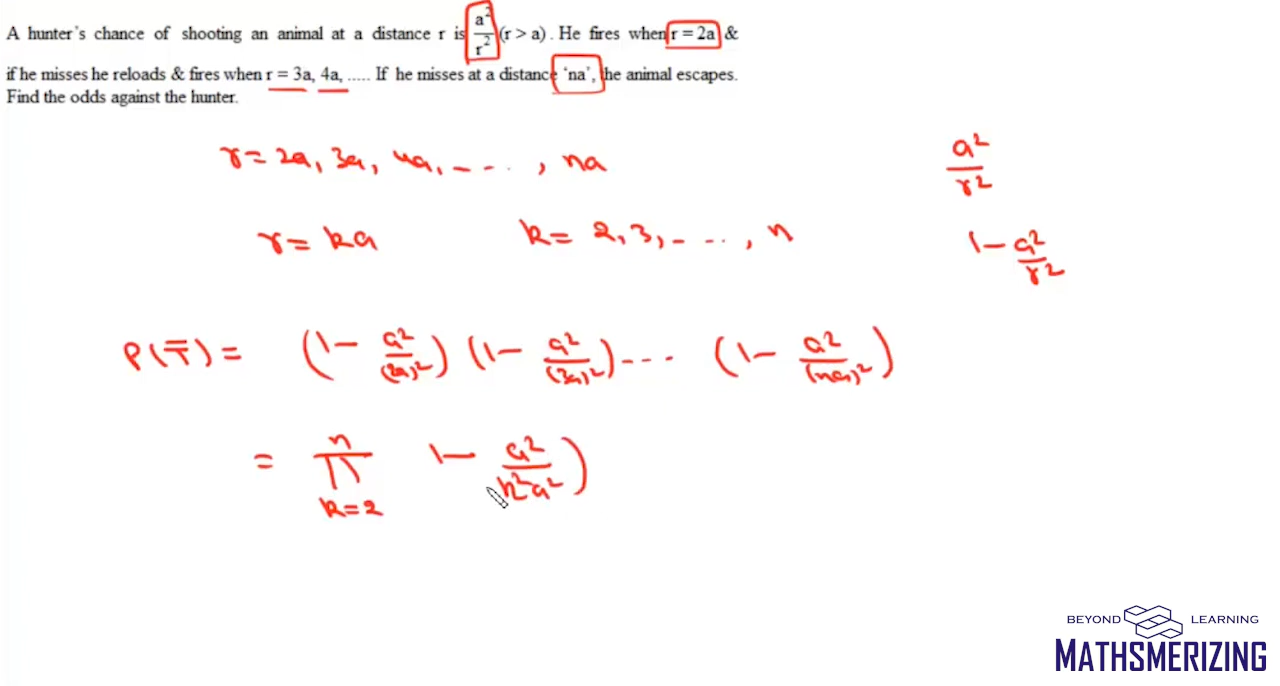 A hunter's chance of shooting an animal at a distance r is a²/r² (r > a). He fires when r = 2a &
if he misses he reloads & fires when r = 3a, 4a, ..... If he misses at a distance 'na', the animal escapes.
Find the odds against the hunter.
r = 2a, 3a, 4a, - - - -, na
a²/r²
r = ka k = 2, 3, - - - -, n
1 - a²/r²
P(T̅) = (1 - a²/(2a)²) (1 - a²/(3a)²) - - - (1 - a²/(na)²)
= ∏ₖ₌₂ⁿ 1 - a²/k²a² )
BEYOND LEARNING
MATHSMERIZING